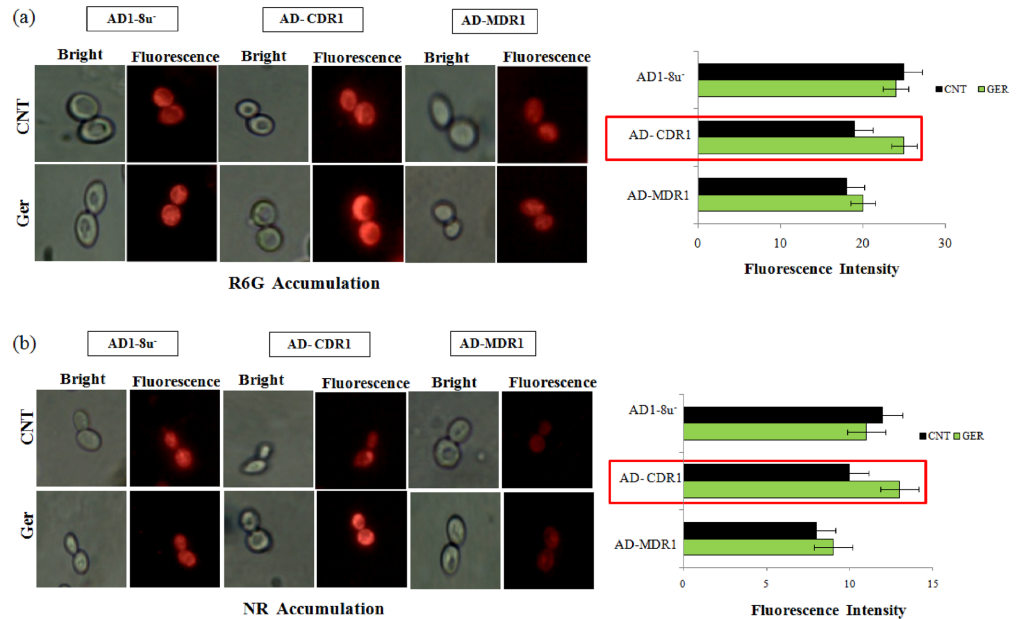 (a)
AD1-8u⁻
AD- CDR1
AD-MDR1
Bright Fluorescence Bright Fluorescence Bright Fluorescence
CNT
Ger
R6G Accumulation
AD1-8u⁻
AD- CDR1
AD-MDR1
CNT GER
0 10 20 30
Fluorescence Intensity
(b)
AD1-8u⁻
AD- CDR1
AD-MDR1
Bright Fluorescence Bright Fluorescence Bright Fluorescence
CNT
Ger
NR Accumulation
AD1-8u⁻
AD- CDR1
AD-MDR1
CNT GER
0 5 10 15
Fluorescence Intensity